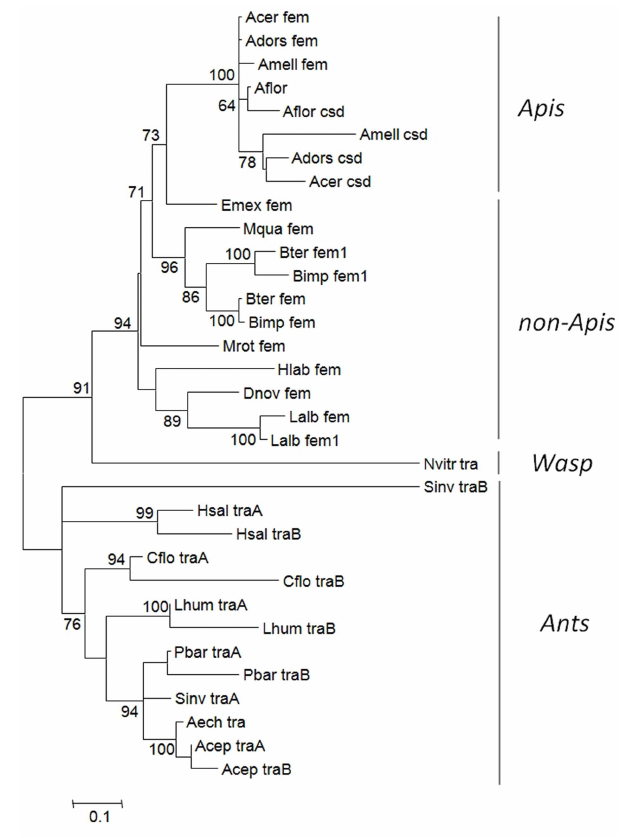 Acer fem
Adors fem
Amell fem
100
Aflor
64
Aflor csd
Apis
Amell csd
73
78
Adors csd
Acer csd
71
Emex fem
Mqua fem
100
Bter fem1
96
Bimp fem1
86
Bter fem
100
Bimp fem
non-Apis
94
Mrot fem
Hlab fem
91
Dnov fem
89
Lalb fem
100
Lalb fem1
Nvitr tra
Wasp
Sinv traB
99
Hsal traA
Hsal traB
94
Cflo traA
Cflo traB
100
Lhum traA
76
Lhum traB
Ants
Pbar traA
Pbar traB
Sinv traA
94
Aech tra
100
Acep traA
Acep traB
0.1